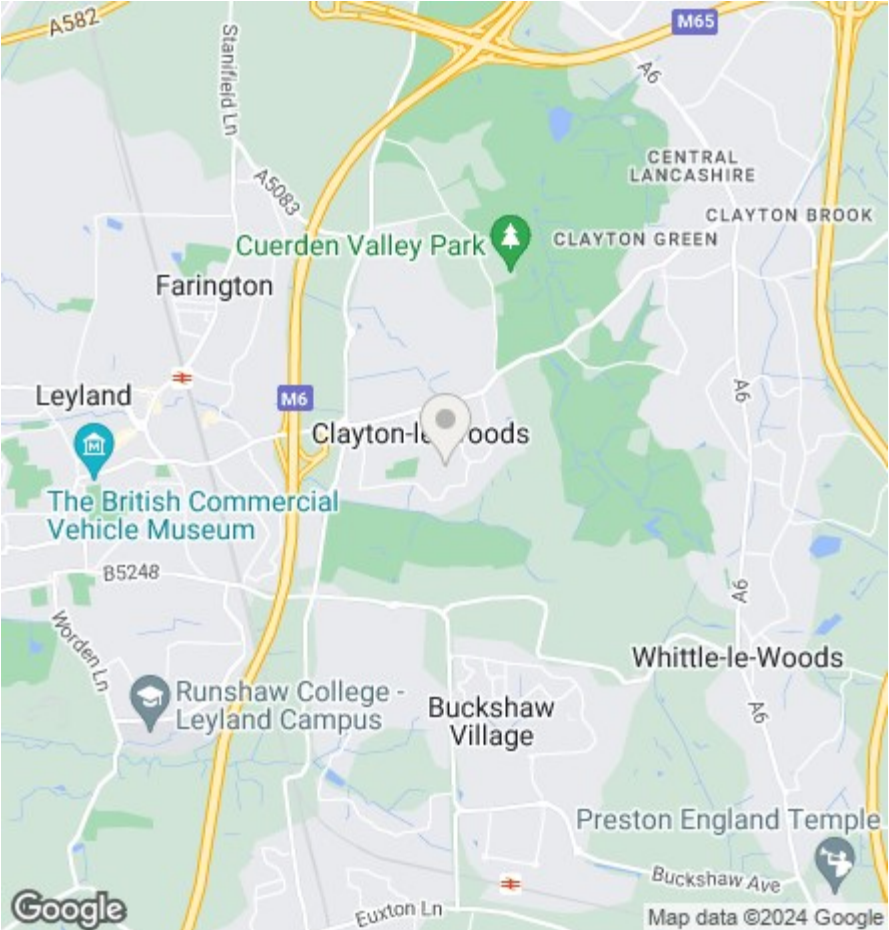 A582
M65
Stanifield Ln
A6
CENTRAL
LANCASHIRE
A5083
CLAYTON BROOK
Cuerden Valley Park
CLAYTON GREEN
Farington
Leyland
M6
A6
Clayton-le-Woods
The British Commercial
Vehicle Museum
B5248
A6
Worden Ln
Whittle-le-Woods
Runshaw College -
Leyland Campus
Buckshaw
Village
A6
Preston England Temple
Buckshaw Ave
Euxton Ln
Google
Map data ©2024 Google